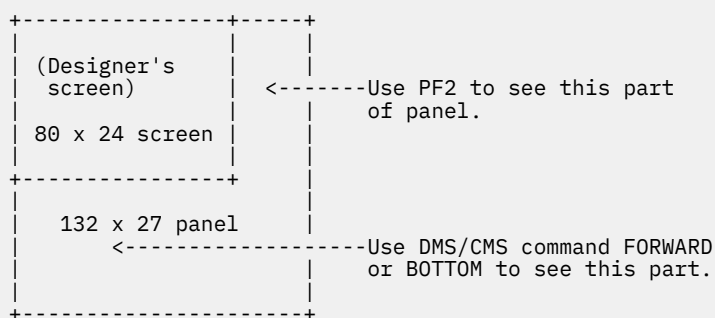 (Designer's
screen)
<-------Use PF2 to see this part
of panel.
80 x 24 screen
132 x 27 panel
<-------------------Use DMS/CMS command FORWARD
or BOTTOM to see this part.